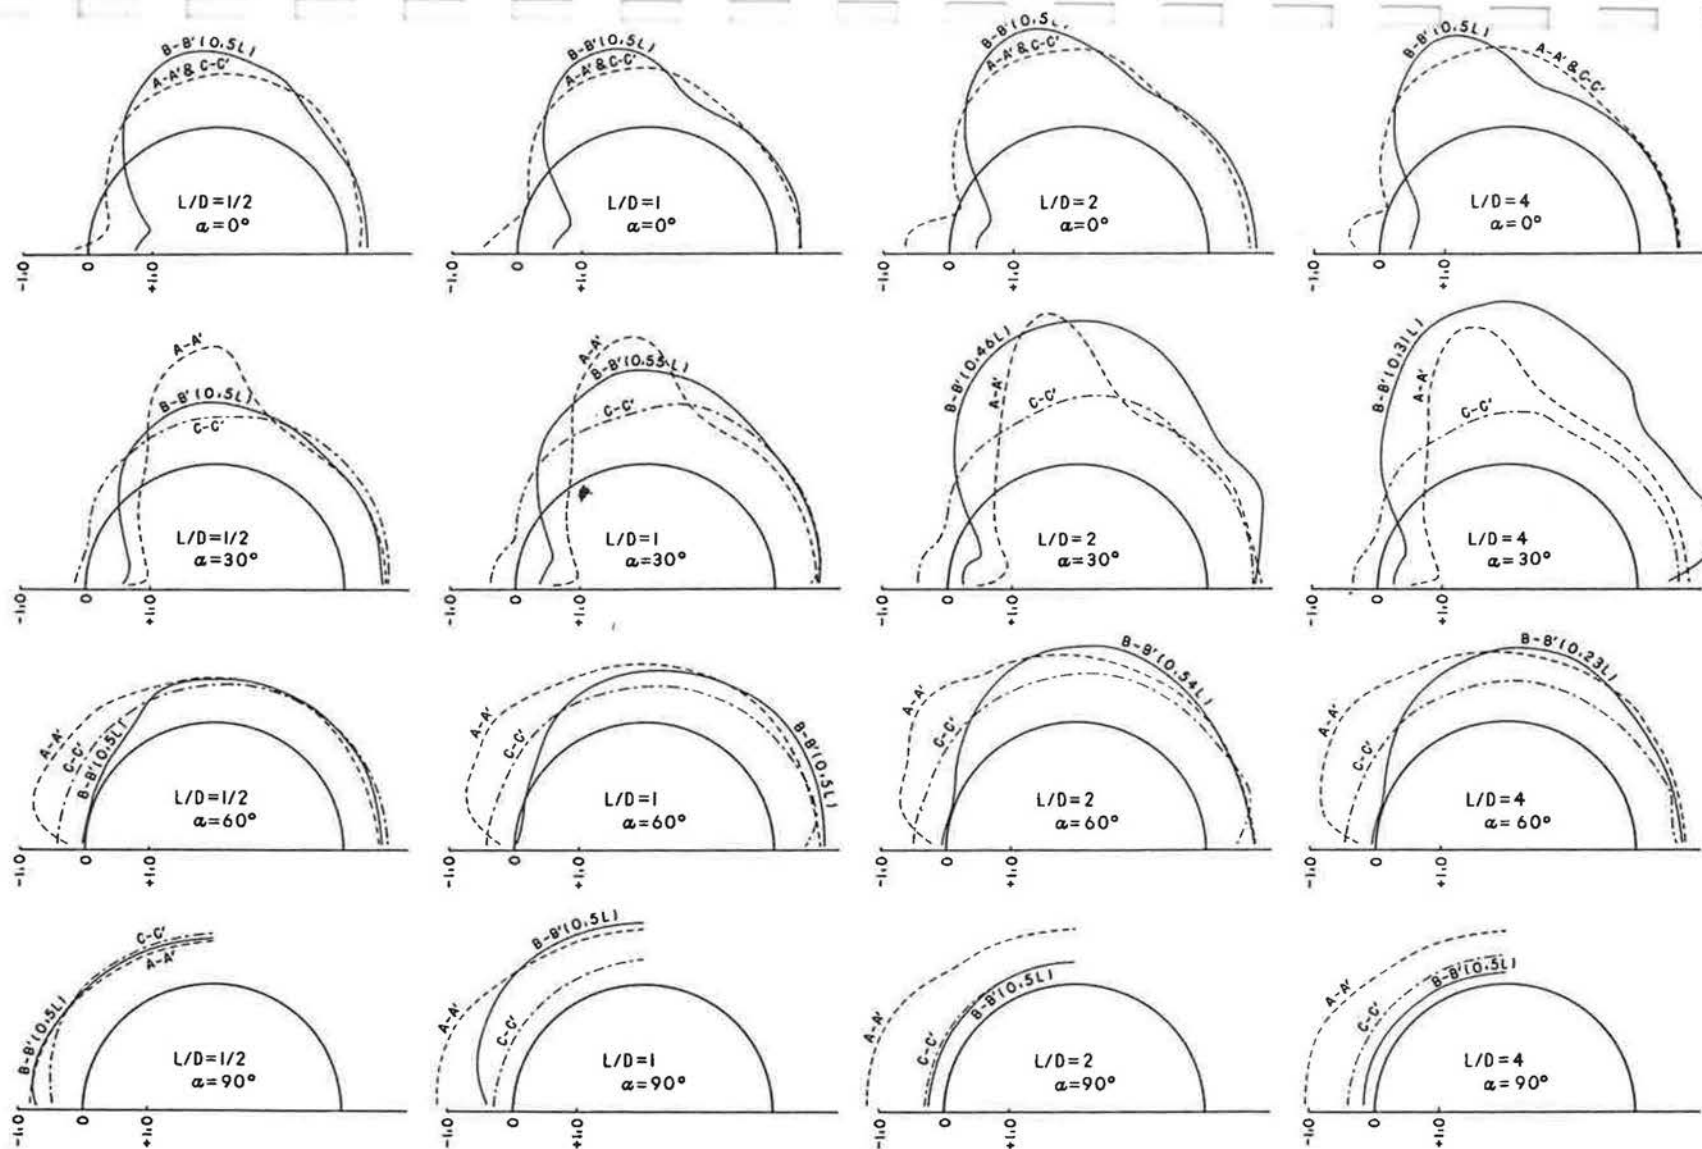 B-B'(0.5L)
A-A' & C-C'
L/D=1/2
α=0°
-1.0 0 +1.0
B-B'(0.5L)
A-A' & C-C'
L/D=1
α=0°
-1.0 0 +1.0
B-B'(0.5L
A-A' & C-C'
L/D=2
α=0°
-1.0 0 +1.0
B-B'(0.5L)
A-A' & C-C'
L/D=4
α=0°
-1.0 0 +1.0
A-A'
B-B'(0.5L)
C-C'
L/D=1/2
α=30°
-1.0 0 +1.0
A-A'
B-B'(0.55L)
C-C'
L/D=1
α=30°
-1.0 0 +1.0
B-B'(0.46L)
A-A'
C-C'
L/D=2
α=30°
-1.0 0 +1.0
B-B'(0.31L)
A-A'
C-C'
L/D=4
α=30°
-1.0 0 +1.0
A-A'
C-C'
B-B'(0.5L)
L/D=1/2
α=60°
-1.0 0 +1.0
A-A'
C-C'
B-B'(0.5L)
L/D=1
α=60°
-1.0 0 +1.0
B-B'(0.54L)
A-A'
C-C'
L/D=2
α=60°
-1.0 0 +1.0
B-B'(0.23L)
A-A'
C-C'
L/D=4
α=60°
-1.0 0 +1.0
C-C'
A-A'
B-B'(0.5L)
L/D=1/2
α=90°
-1.0 0 +1.0
B-B'(0.5L)
A-A'
C-C'
L/D=1
α=90°
-1.0 0 +1.0
A-A'
B-B'(0.5L)
C-C'
L/D=2
α=90°
-1.0 0 +1.0
A-A'
B-B'(0.5L)
C-C'
L/D=4
α=90°
-1.0 0 +1.0